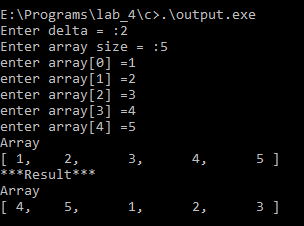 E:\Programs\lab_4\c>.\output.exe
Enter delta = :2
Enter array size = :5
enter array[0] =1
enter array[1] =2
enter array[2] =3
enter array[3] =4
enter array[4] =5
Array
[ 1,    2,      3,      4,      5 ]
***Result***
Array
[ 4,    5,      1,      2,      3 ]